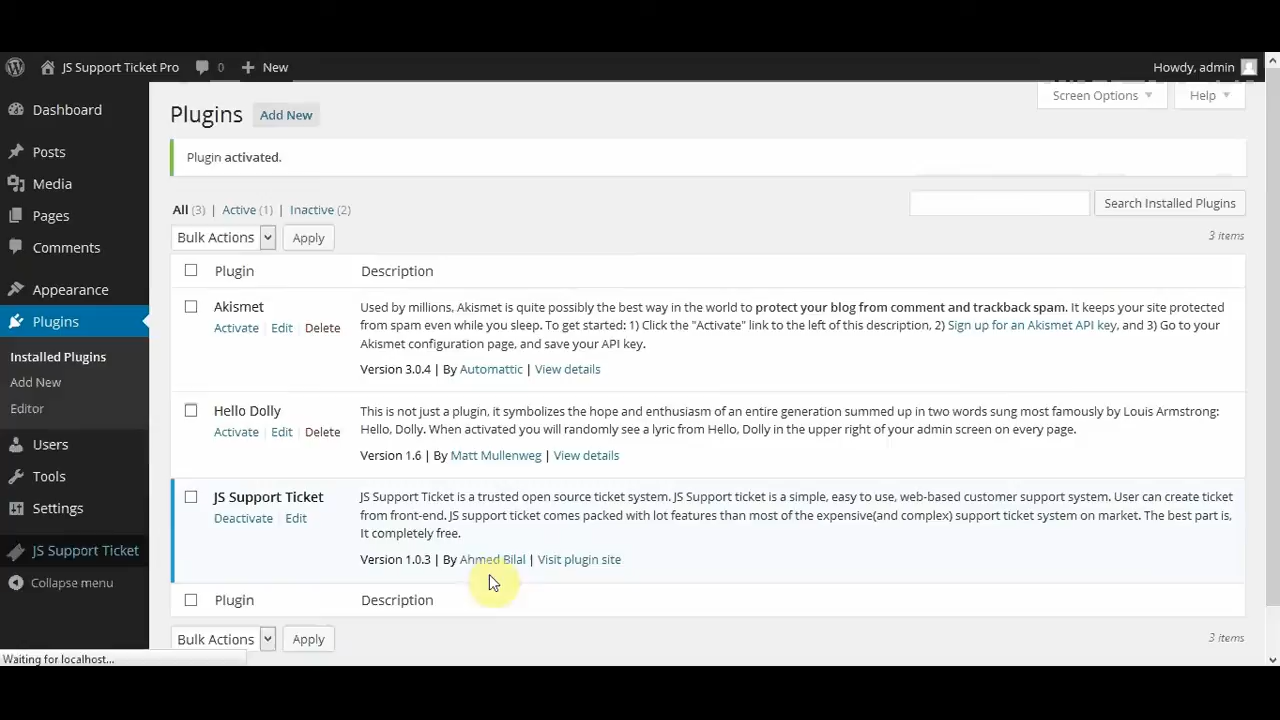 JS Support Ticket Pro 0 New Howdy, admin
Dashboard
Posts
Media
Pages
Comments
Appearance
Plugins
Installed Plugins
Add New
Editor
Users
Tools
Settings
JS Support Ticket
Collapse menu
Screen Options Help
Plugins Add New
Plugin activated.
All (3) | Active (1) | Inactive (2) Search Installed Plugins
Bulk Actions Apply 3 items
Plugin Description
Akismet
Activate | Edit | Delete
Used by millions, Akismet is quite possibly the best way in the world to protect your blog from comment and trackback spam. It keeps your site protected
from spam even while you sleep. To get started: 1) Click the "Activate" link to the left of this description, 2) Sign up for an Akismet API key, and 3) Go to your
Akismet configuration page, and save your API key.
Version 3.0.4 | By Automattic | View details
Hello Dolly
Activate | Edit | Delete
This is not just a plugin, it symbolizes the hope and enthusiasm of an entire generation summed up in two words sung most famously by Louis Armstrong:
Hello, Dolly. When activated you will randomly see a lyric from Hello, Dolly in the upper right of your admin screen on every page.
Version 1.6 | By Matt Mullenweg | View details
JS Support Ticket
Deactivate | Edit
JS Support Ticket is a trusted open source ticket system. JS Support ticket is a simple, easy to use, web-based customer support system. User can create ticket
from front-end. JS support ticket comes packed with lot features than most of the expensive(and complex) support ticket system on market. The best part is,
It completely free.
Version 1.0.3 | By Ahmed Bilal | Visit plugin site
Plugin Description
Bulk Actions Apply 3 items
Waiting for localhost...